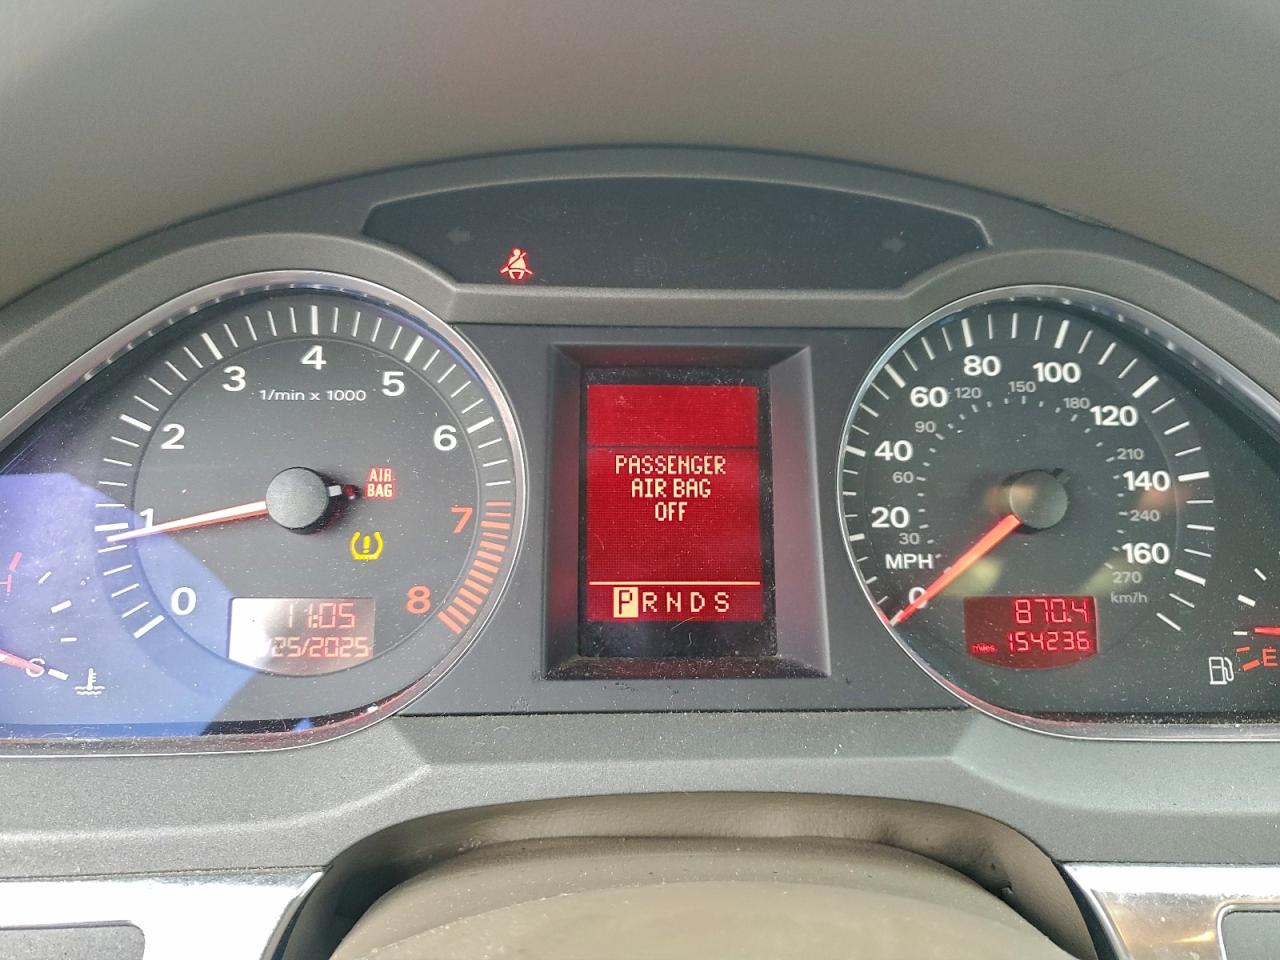 4
3
5
1/min x 1000
2
6
AIR
BAG
1
7
0
8
11:05
25/2025
PASSENGER
AIR BAG
OFF
P R N D S
80
100
60
120
150
180
120
40
90
60
210
140
20
240
30
MPH
160
270
0
km/h
870.4
miles 154236
E